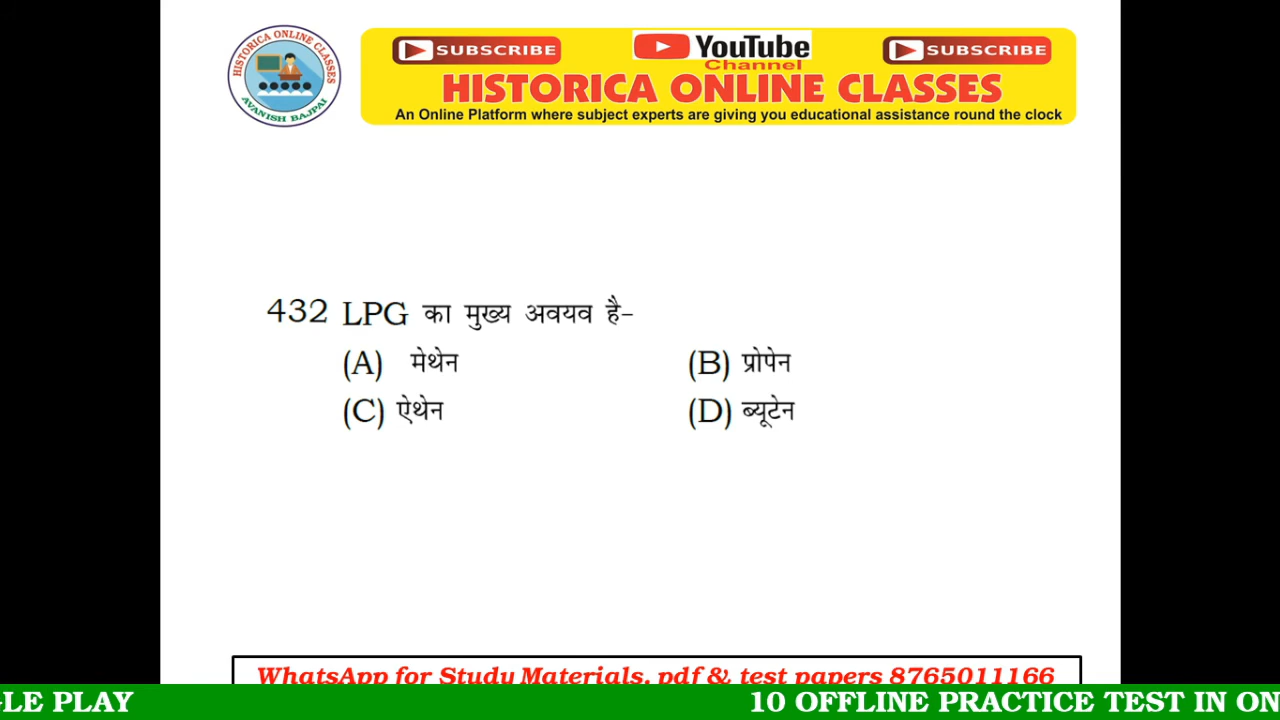 HISTORICA ONLINE CLASSES
AVANISH BAJPAI
SUBSCRIBE
YouTube
Channel
SUBSCRIBE
HISTORICA ONLINE CLASSES
An Online Platform where subject experts are giving you educational assistance round the clock
432 LPG का मुख्य अवयव है-
(A) मेथेन (B) प्रोपेन
(C) ऐथेन (D) ब्यूटेन
WhatsApp for Study Materials, pdf & test papers 8765011166
LE PLAY 10 OFFLINE PRACTICE TEST IN ON